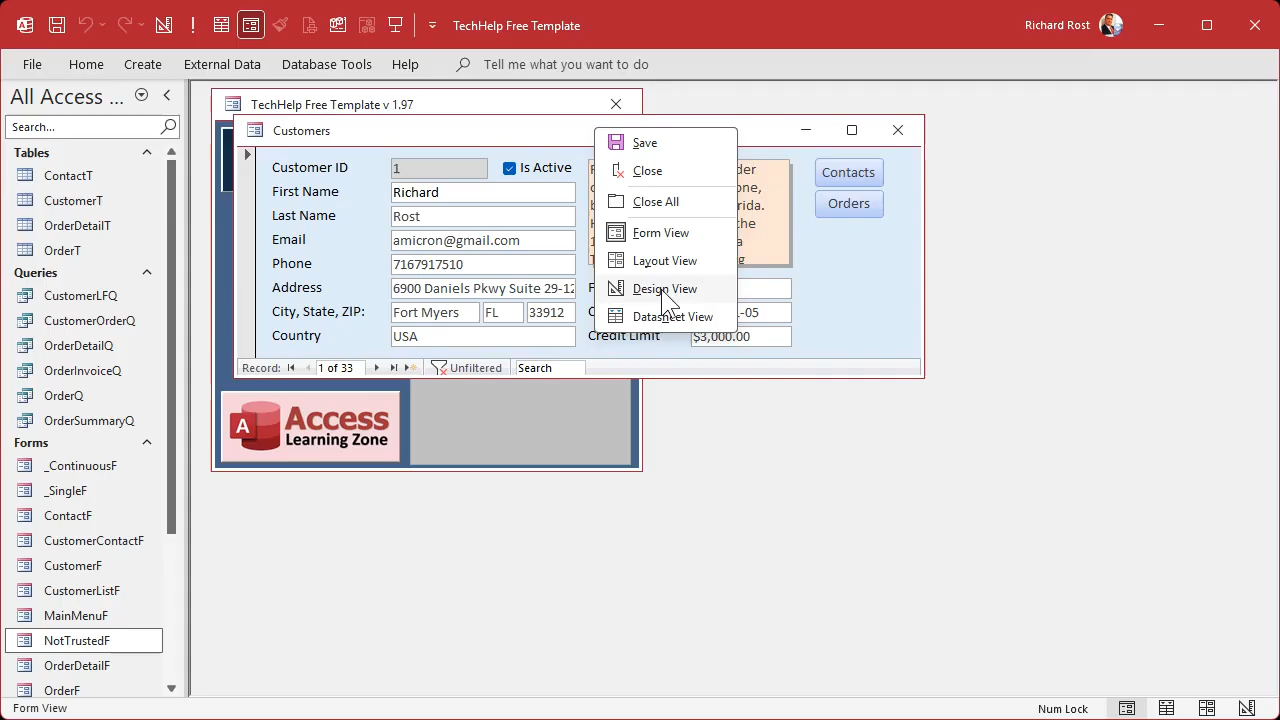 TechHelp Free Template
Richard Rost
File
Home
Create
External Data
Database Tools
Help
Tell me what you want to do
All Access ...
Search...
Tables
ContactT
CustomerT
OrderDetailT
OrderT
Queries
CustomerLFQ
CustomerOrderQ
OrderDetailQ
OrderInvoiceQ
OrderQ
OrderSummaryQ
Forms
_ContinuousF
_SingleF
ContactF
CustomerContactF
CustomerF
CustomerListF
MainMenuF
NotTrustedF
OrderDetailF
OrderF
TechHelp Free Template v 1.97
Customers
Customer ID 1 Is Active
First Name Richard
Last Name Rost
Email amicron@gmail.com
Phone 7167917510
Address 6900 Daniels Pkwy Suite 29-12
City, State, ZIP: Fort Myers FL 33912
Country USA
Credit Limit $3,000.00
Contacts
Orders
Save
Close
Close All
Form View
Layout View
Design View
Datasheet View
Record: 1 of 33 Unfiltered Search
A Access
Learning Zone
Form View
Num Lock